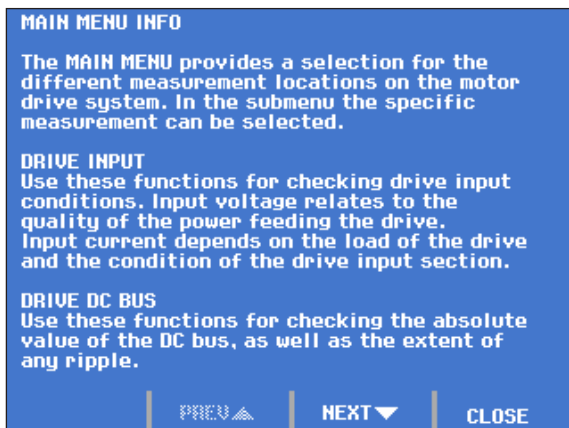 MAIN MENU INFO
The MAIN MENU provides a selection for the
different measurement locations on the motor
drive system. In the submenu the specific
measurement can be selected.
DRIVE INPUT
Use these functions for checking drive input
conditions. Input voltage relates to the
quality of the power feeding the drive.
Input current depends on the load of the drive
and the condition of the drive input section.
DRIVE DC BUS
Use these functions for checking the absolute
value of the DC bus, as well as the extent of
any ripple.
PREV▲ NEXT▼ CLOSE